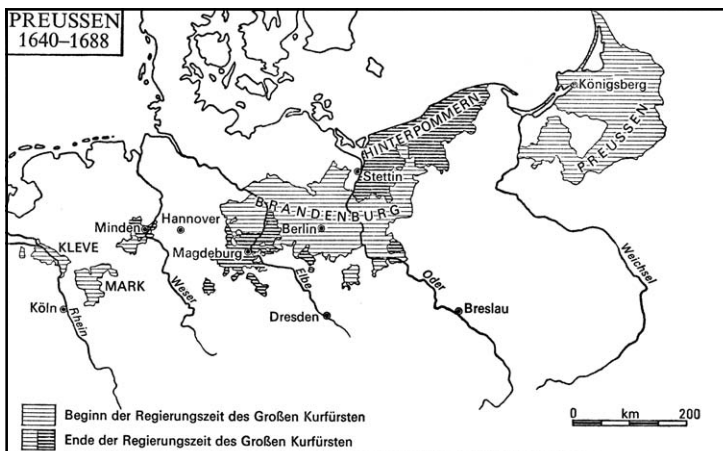 PREUSSEN
1640–1688
Königsberg
PREUSSEN
HINTERPOMMERN
Stettin
BRANDENBURG
Berlin
Hannover
Minden
Magdeburg
KLEVE
MARK
Köln
Rhein
Weser
Elbe
Dresden
Oder
Breslau
Weichsel
Beginn der Regierungszeit des Großen Kurfürsten
Ende der Regierungszeit des Großen Kurfürsten
0 km 200